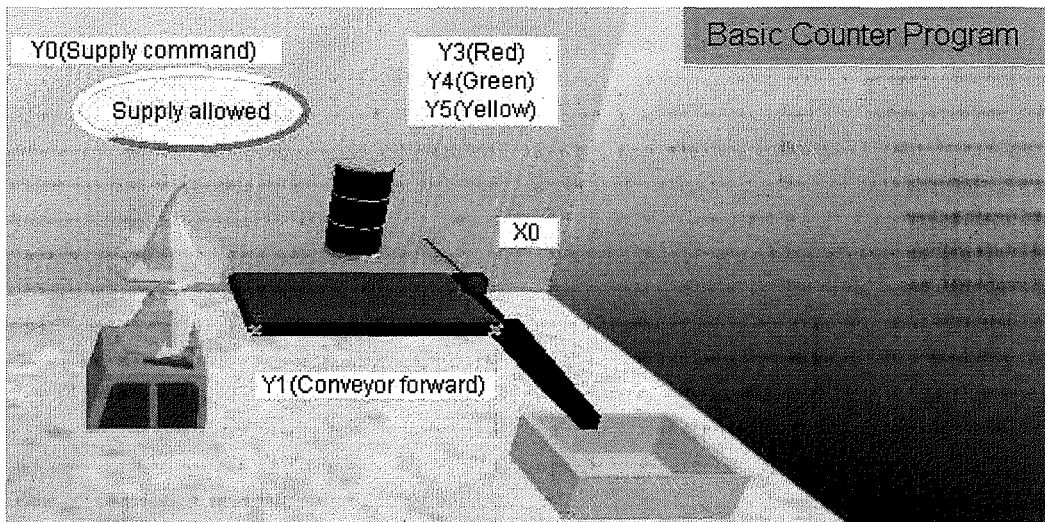 Basic Counter Program
Y0(Supply command)
Supply allowed
Y3(Red)
Y4(Green)
Y5(Yellow)
X0
Y1(Conveyor forward)